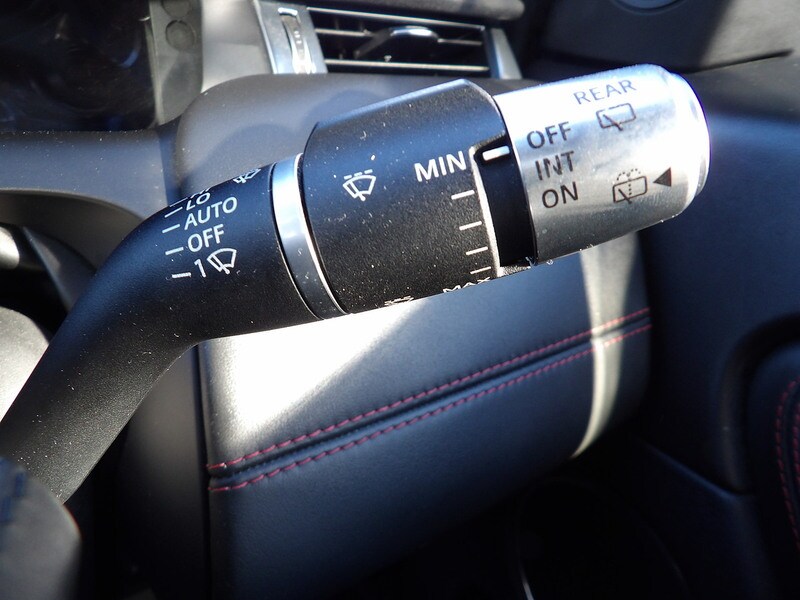 LO
AUTO
OFF
1
MIN
MAX
REAR
OFF
INT
ON